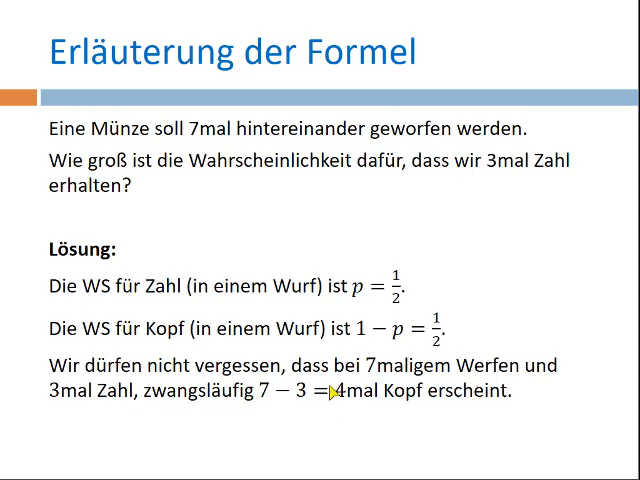 Erläuterung der Formel
Eine Münze soll 7mal hintereinander geworfen werden.
Wie groß ist die Wahrscheinlichkeit dafür, dass wir 3mal Zahl
erhalten?
Lösung:
Die WS für Zahl (in einem Wurf) ist p = 1/2.
Die WS für Kopf (in einem Wurf) ist 1 − p = 1/2.
Wir dürfen nicht vergessen, dass bei 7maligem Werfen und
3mal Zahl, zwangsläufig 7 − 3 = 4mal Kopf erscheint.